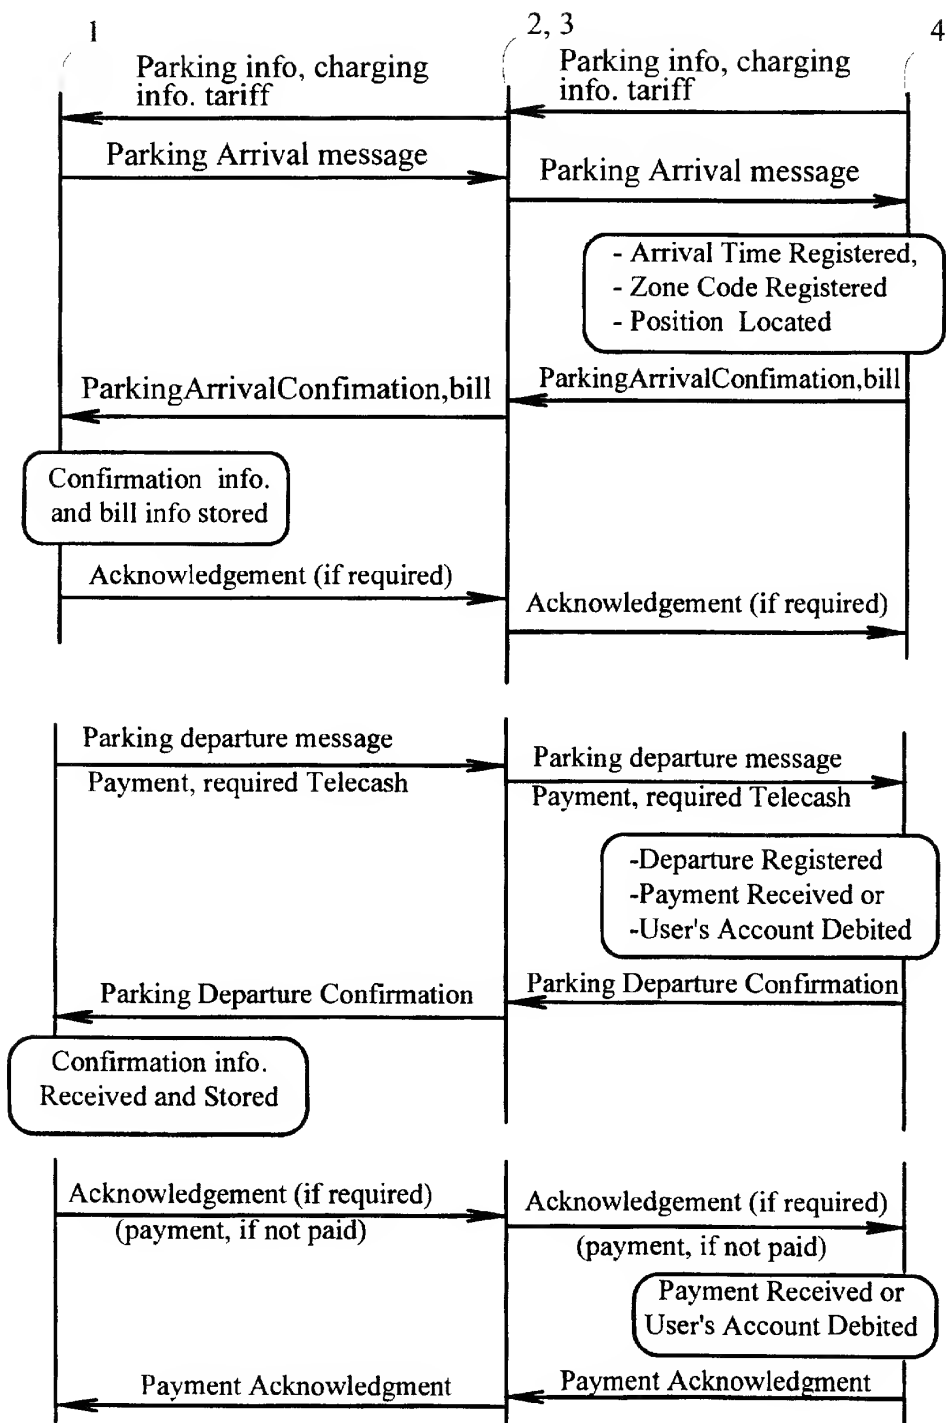 1
2, 3
4
Parking info, charging
info. tariff
Parking info, charging
info. tariff
Parking Arrival message
Parking Arrival message
- Arrival Time Registered,
- Zone Code Registered
- Position Located
ParkingArrivalConfimation,bill
ParkingArrivalConfimation,bill
Confirmation info.
and bill info stored
Acknowledgement (if required)
Acknowledgement (if required)
Parking departure message
Payment, required Telecash
Parking departure message
Payment, required Telecash
-Departure Registered
-Payment Received or
-User's Account Debited
Parking Departure Confirmation
Parking Departure Confirmation
Confirmation info.
Received and Stored
Acknowledgement (if required)
(payment, if not paid)
Acknowledgement (if required)
(payment, if not paid)
Payment Received or
User's Account Debited
Payment Acknowledgment
Payment Acknowledgment